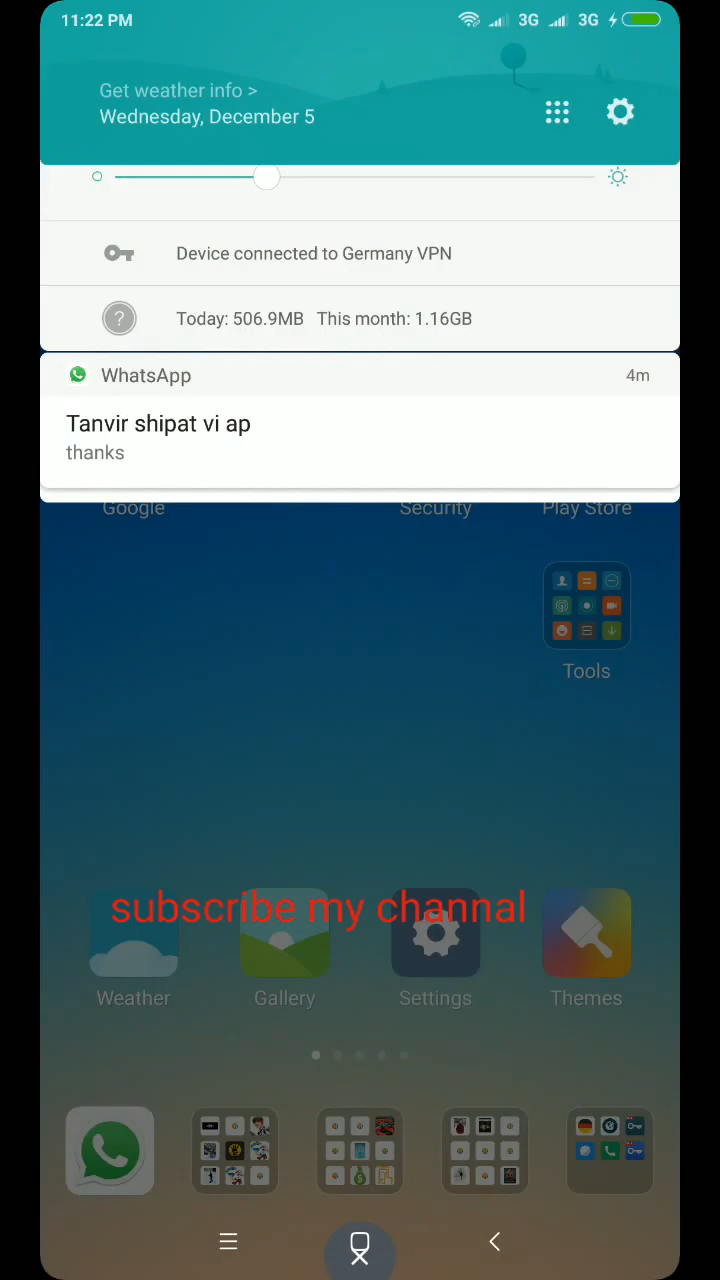 11:22 PM 3G 3G
Get weather info >
Wednesday, December 5
Device connected to Germany VPN
? Today: 506.9MB This month: 1.16GB
WhatsApp 4m
Tanvir shipat vi ap
thanks
Google Security Play Store
Tools
subscribe my channal
Weather Gallery Settings Themes